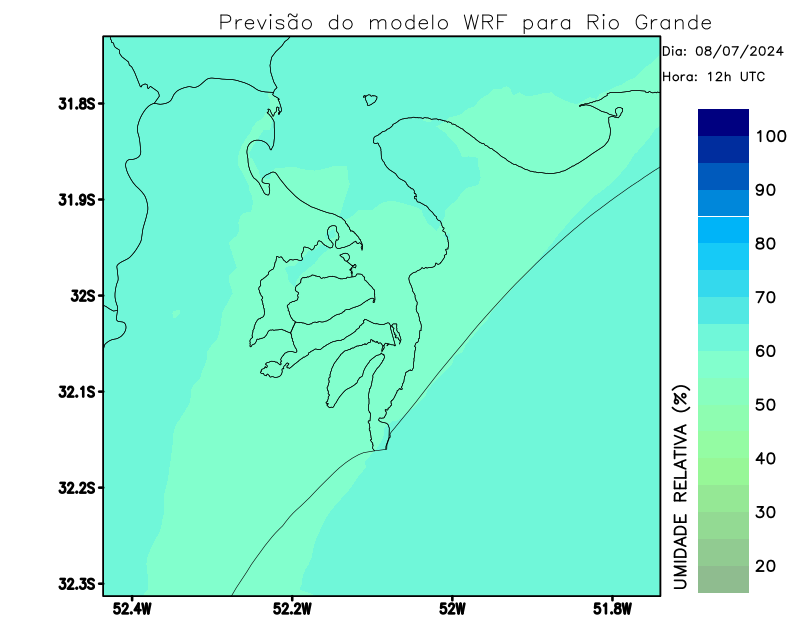 Previsão do modelo WRF para Rio Grande
Dia: 08/07/2024
Hora: 12h UTC
31.8S
31.9S
32S
32.1S
32.2S
32.3S
52.4W
52.2W
52W
51.8W
UMIDADE RELATIVA (%)
100
90
80
70
60
50
40
30
20